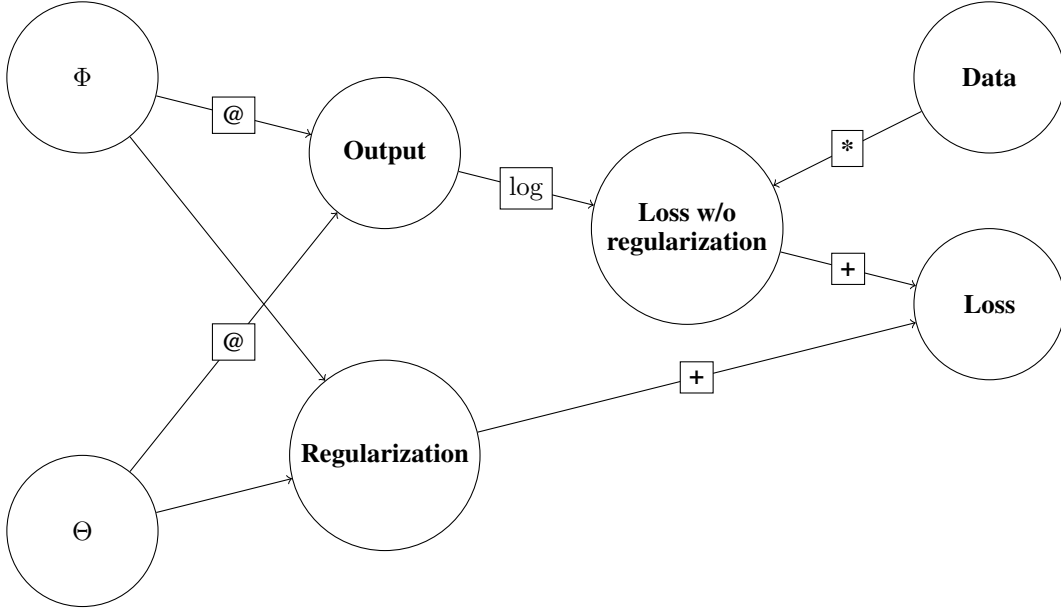 Φ
Data
@
Output
*
log
Loss w/o
regularization
+
Loss
@
+
Regularization
Θ